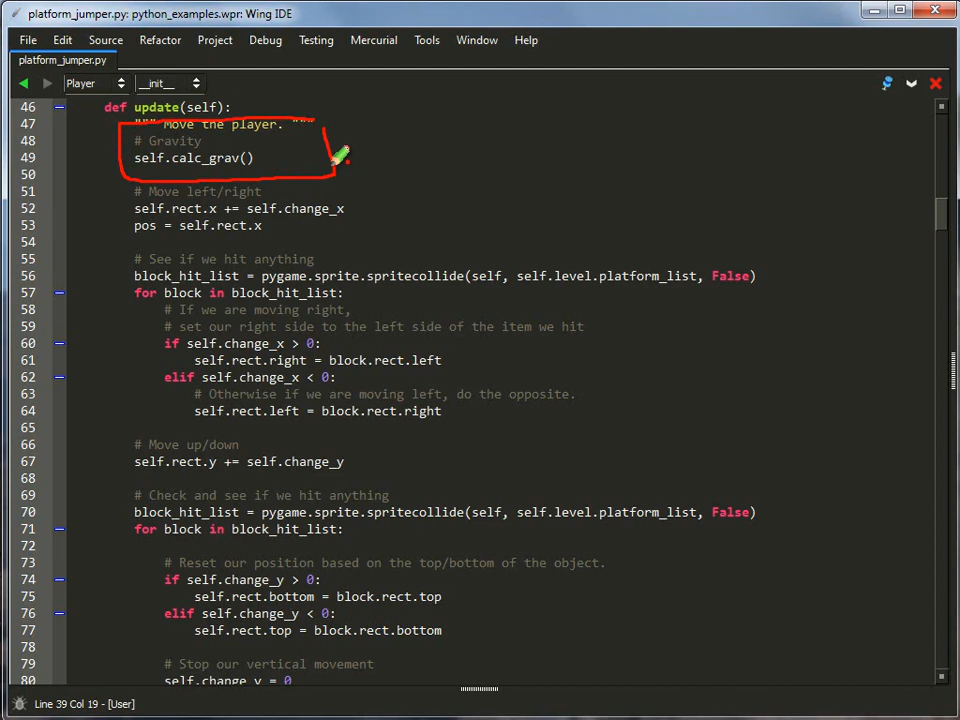 platform_jumper.py: python_examples.wpr: Wing IDE
File Edit Source Refactor Project Debug Testing Mercurial Tools Window Help
platform_jumper.py
Player __init__
46 def update(self):
47 """ Move the player. """
48 # Gravity
49 self.calc_grav()
50
51 # Move left/right
52 self.rect.x += self.change_x
53 pos = self.rect.x
54
55 # See if we hit anything
56 block_hit_list = pygame.sprite.spritecollide(self, self.level.platform_list, False)
57 for block in block_hit_list:
58 # If we are moving right,
59 # set our right side to the left side of the item we hit
60 if self.change_x > 0:
61 self.rect.right = block.rect.left
62 elif self.change_x < 0:
63 # Otherwise if we are moving left, do the opposite.
64 self.rect.left = block.rect.right
65
66 # Move up/down
67 self.rect.y += self.change_y
68
69 # Check and see if we hit anything
70 block_hit_list = pygame.sprite.spritecollide(self, self.level.platform_list, False)
71 for block in block_hit_list:
72
73 # Reset our position based on the top/bottom of the object.
74 if self.change_y > 0:
75 self.rect.bottom = block.rect.top
76 elif self.change_y < 0:
77 self.rect.top = block.rect.bottom
78
79 # Stop our vertical movement
80 self.change_y = 0
Line 39 Col 19 - [User]